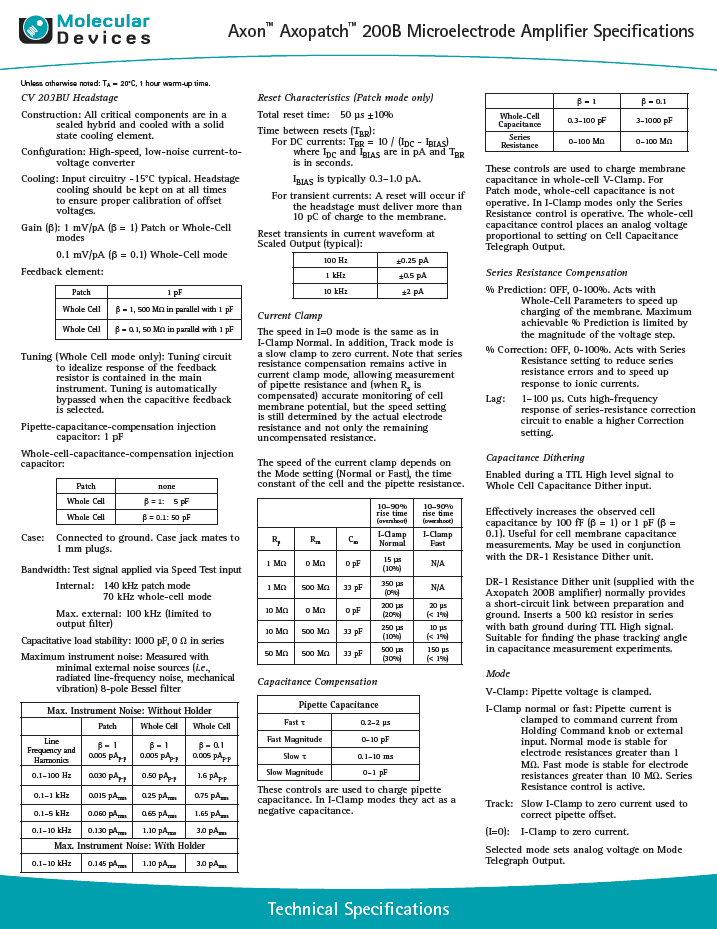 Molecular
Devices
Axon™ Axopatch™ 200B Microelectrode Amplifier Specifications
Unless otherwise noted: TA = 20°C, 1 hour warm-up time.
CV 203BU Headstage
Construction: All critical components are in a
sealed hybrid and cooled with a solid
state cooling element.
Configuration: High-speed, low-noise current-to-
voltage converter
Cooling: Input circuitry -15°C typical. Headstage
cooling should be kept on at all times
to ensure proper calibration of offset
voltages.
Gain (β): 1 mV/pA (β = 1) Patch or Whole-Cell
modes
0.1 mV/pA (β = 0.1) Whole-Cell mode
Feedback element:
Patch 1 pF
Whole Cell β = 1, 500 MΩ in parallel with 1 pF
Whole Cell β = 0.1, 50 MΩ in parallel with 1 pF
Tuning (Whole Cell mode only): Tuning circuit
to idealize response of the feedback
resistor is contained in the main
instrument. Tuning is automatically
bypassed when the capacitive feedback
is selected.
Pipette-capacitance-compensation injection
capacitor: 1 pF
Whole-cell-capacitance-compensation injection
capacitor:
Patch none
Whole Cell β = 1: 5 pF
Whole Cell β = 0.1: 50 pF
Case: Connected to ground. Case jack mates to
1 mm plugs.
Bandwidth: Test signal applied via Speed Test input
Internal: 140 kHz patch mode
70 kHz whole-cell mode
Max. external: 100 kHz (limited to
output filter)
Capacitative load stability: 1000 pF, 0 Ω in series
Maximum instrument noise: Measured with
minimal external noise sources (i.e.,
radiated line-frequency noise, mechanical
vibration) 8-pole Bessel filter
Max. Instrument Noise: Without Holder
Patch Whole Cell Whole Cell
Line
Frequency and
Harmonics
β = 1
0.005 pAp-p
β = 1
0.005 pAp-p
β = 0.1
0.005 pAp-p
0.1–100 Hz 0.030 pAp-p 0.50 pAp-p 1.6 pAp-p
0.1–1 kHz 0.015 pArms 0.25 pArms 0.75 pArms
0.1–5 kHz 0.060 pArms 0.65 pArms 1.65 pArms
0.1–10 kHz 0.130 pArms 1.10 pArms 3.0 pArms
Max. Instrument Noise: With Holder
0.1–10 kHz 0.145 pArms 1.10 pArms 3.0 pArms
Reset Characteristics (Patch mode only)
Total reset time: 50 µs ±10%
Time between resets (TBR):
For DC currents: TBR = 10 / (IDC - IBIAS)
where IDC and IBIAS are in pA and TBR
is in seconds.
IBIAS is typically 0.3–1.0 pA.
For transient currents: A reset will occur if
the headstage must deliver more than
10 pC of charge to the membrane.
Reset transients in current waveform at
Scaled Output (typical):
100 Hz ±0.25 pA
1 kHz ±0.5 pA
10 kHz ±2 pA
Current Clamp
The speed in I=0 mode is the same as in
I-Clamp Normal. In addition, Track mode is
a slow clamp to zero current. Note that series
resistance compensation remains active in
current clamp mode, allowing measurement
of pipette resistance and (when Rs is
compensated) accurate monitoring of cell
membrane potential, but the speed setting
is still determined by the actual electrode
resistance and not only the remaining
uncompensated resistance.
The speed of the current clamp depends on
the Mode setting (Normal or Fast), the time
constant of the cell and the pipette resistance.
10–90%
rise time
(overshoot)
10–90%
rise time
(overshoot)
Rp Rm Cm I-Clamp
Normal
I-Clamp
Fast
1 MΩ 0 MΩ 0 pF 15 µs
(10%)
N/A
1 MΩ 500 MΩ 33 pF 350 µs
(0%)
N/A
10 MΩ 0 MΩ 0 pF 200 µs
(20%)
20 µs
(< 1%)
10 MΩ 500 MΩ 33 pF 250 µs
(10%)
10 µs
(< 1%)
50 MΩ 500 MΩ 33 pF 500 µs
(30%)
150 µs
(< 1%)
Capacitance Compensation
Pipette Capacitance
Fast τ 0.2–2 µs
Fast Magnitude 0–10 pF
Slow τ 0.1–10 ms
Slow Magnitude 0–1 pF
These controls are used to charge pipette
capacitance. In I-Clamp modes they act as a
negative capacitance.
β = 1 β = 0.1
Whole-Cell
Capacitance
0.3–100 pF 3–1000 pF
Series
Resistance
0–100 MΩ 0–100 MΩ
These controls are used to charge membrane
capacitance in whole-cell V-Clamp. For
Patch mode, whole-cell capacitance is not
operative. In I-Clamp modes only the Series
Resistance control is operative. The whole-cell
capacitance control places an analog voltage
proportional to setting on Cell Capacitance
Telegraph Output.
Series Resistance Compensation
% Prediction: OFF, 0-100%. Acts with
Whole-Cell Parameters to speed up
charging of the membrane. Maximum
achievable % Prediction is limited by
the magnitude of the voltage step.
% Correction: OFF, 0-100%. Acts with Series
Resistance setting to reduce series
resistance errors and to speed up
response to ionic currents.
Lag: 1–100 µs. Cuts high-frequency
response of series-resistance correction
circuit to enable a higher Correction
setting.
Capacitance Dithering
Enabled during a TTL High level signal to
Whole Cell Capacitance Dither input.
Effectively increases the observed cell
capacitance by 100 fF (β = 1) or 1 pF (β =
0.1). Useful for cell membrane capacitance
measurements. May be used in conjunction
with the DR-1 Resistance Dither unit.
DR-1 Resistance Dither unit (supplied with the
Axopatch 200B amplifier) normally provides
a short-circuit link between preparation and
ground. Inserts a 500 kΩ resistor in series
with bath ground during TTL High signal.
Suitable for finding the phase tracking angle
in capacitance measurement experiments.
Mode
V-Clamp: Pipette voltage is clamped.
I-Clamp normal or fast: Pipette current is
clamped to command current from
Holding Command knob or external
input. Normal mode is stable for
electrode resistances greater than 1
MΩ. Fast mode is stable for electrode
resistances greater than 10 MΩ. Series
Resistance control is active.
Track: Slow I-Clamp to zero current used to
correct pipette offset.
(I=0): I-Clamp to zero current.
Selected mode sets analog voltage on Mode
Telegraph Output.
Technical Specifications